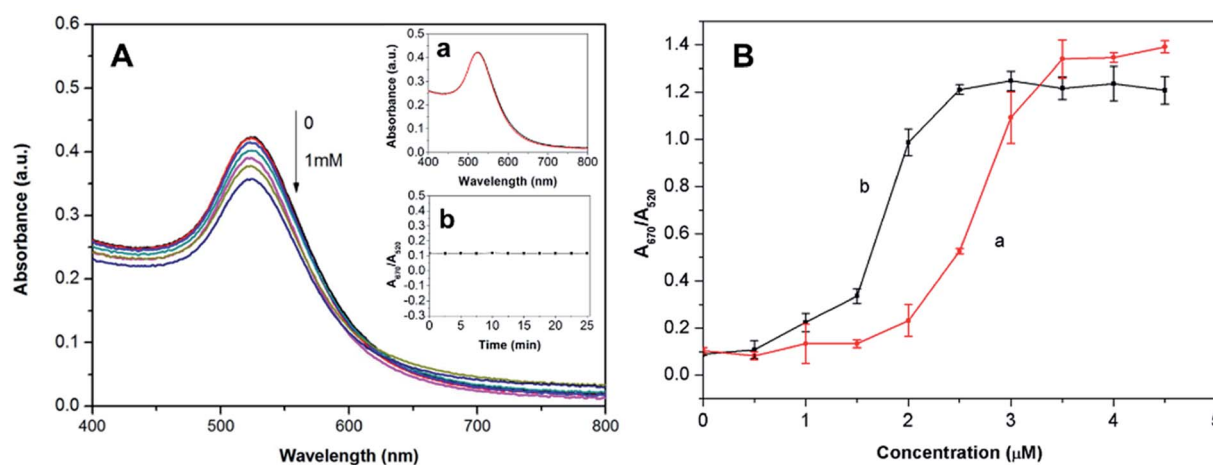 A
0
1mM
Absorbance (a.u.)
0.6
0.5
0.4
0.3
0.2
0.1
0.0
400 500 600 700 800
Wavelength (nm)
a
Absorbance (a.u.)
0.5
0.4
0.3
0.2
0.1
0.0
400 500 600 700 800
Wavelength (nm)
b
A670/A520
0.5
0.4
0.3
0.2
0.1
0.0
-0.1
-0.2
-0.3
0 5 10 15 20 25
Time (min)
B
A670/A520
1.4
1.2
1.0
0.8
0.6
0.4
0.2
0.0
b
a
0 1 2 3 4 5
Concentration (μM)